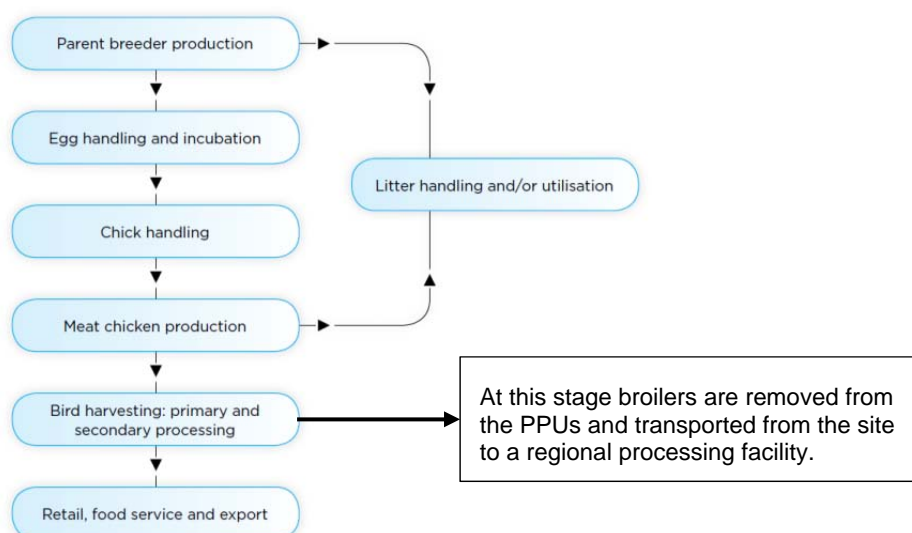 Parent breeder production
Egg handling and incubation
Litter handling and/or utilisation
Chick handling
Meat chicken production
Bird harvesting: primary and
secondary processing
At this stage broilers are removed from
the PPUs and transported from the site
to a regional processing facility.
Retail, food service and export